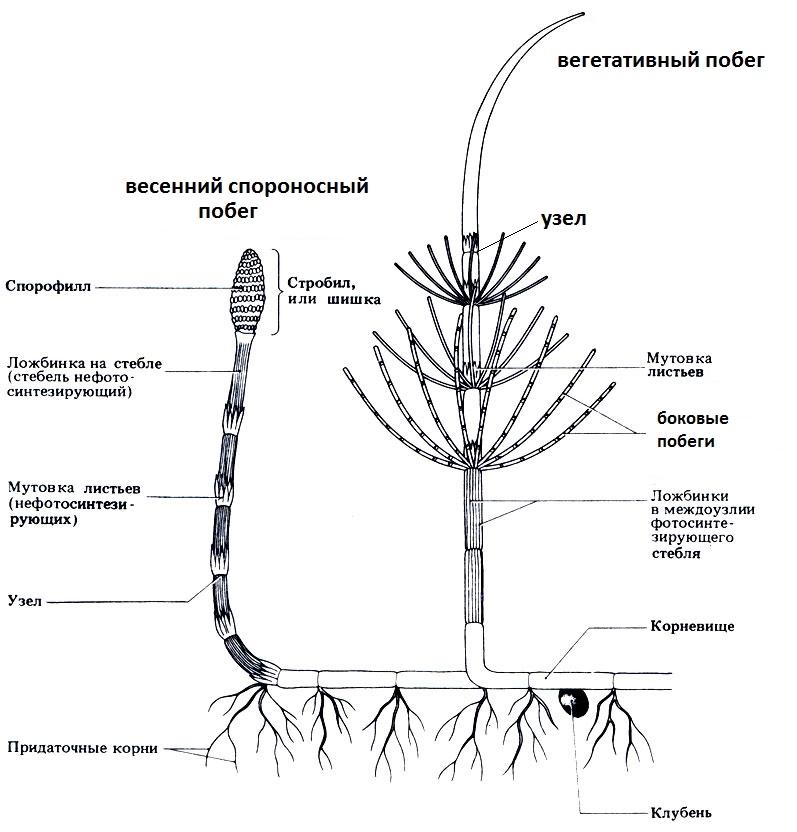 вегетативный побег
весенний спороносный
побег
узел
Спорофилл
Стробил,
или шишка
Ложбинка на стебле
(стебель нефото-
синтезирующий)
Мутовка
листьев
боковые
побеги
Мутовка листьев
(нефотосинтези-
рующих)
Ложбинки
в междоузлии
фотосинте-
зирующего
стебля
Узел
Корневище
Придаточные корни
Клубень